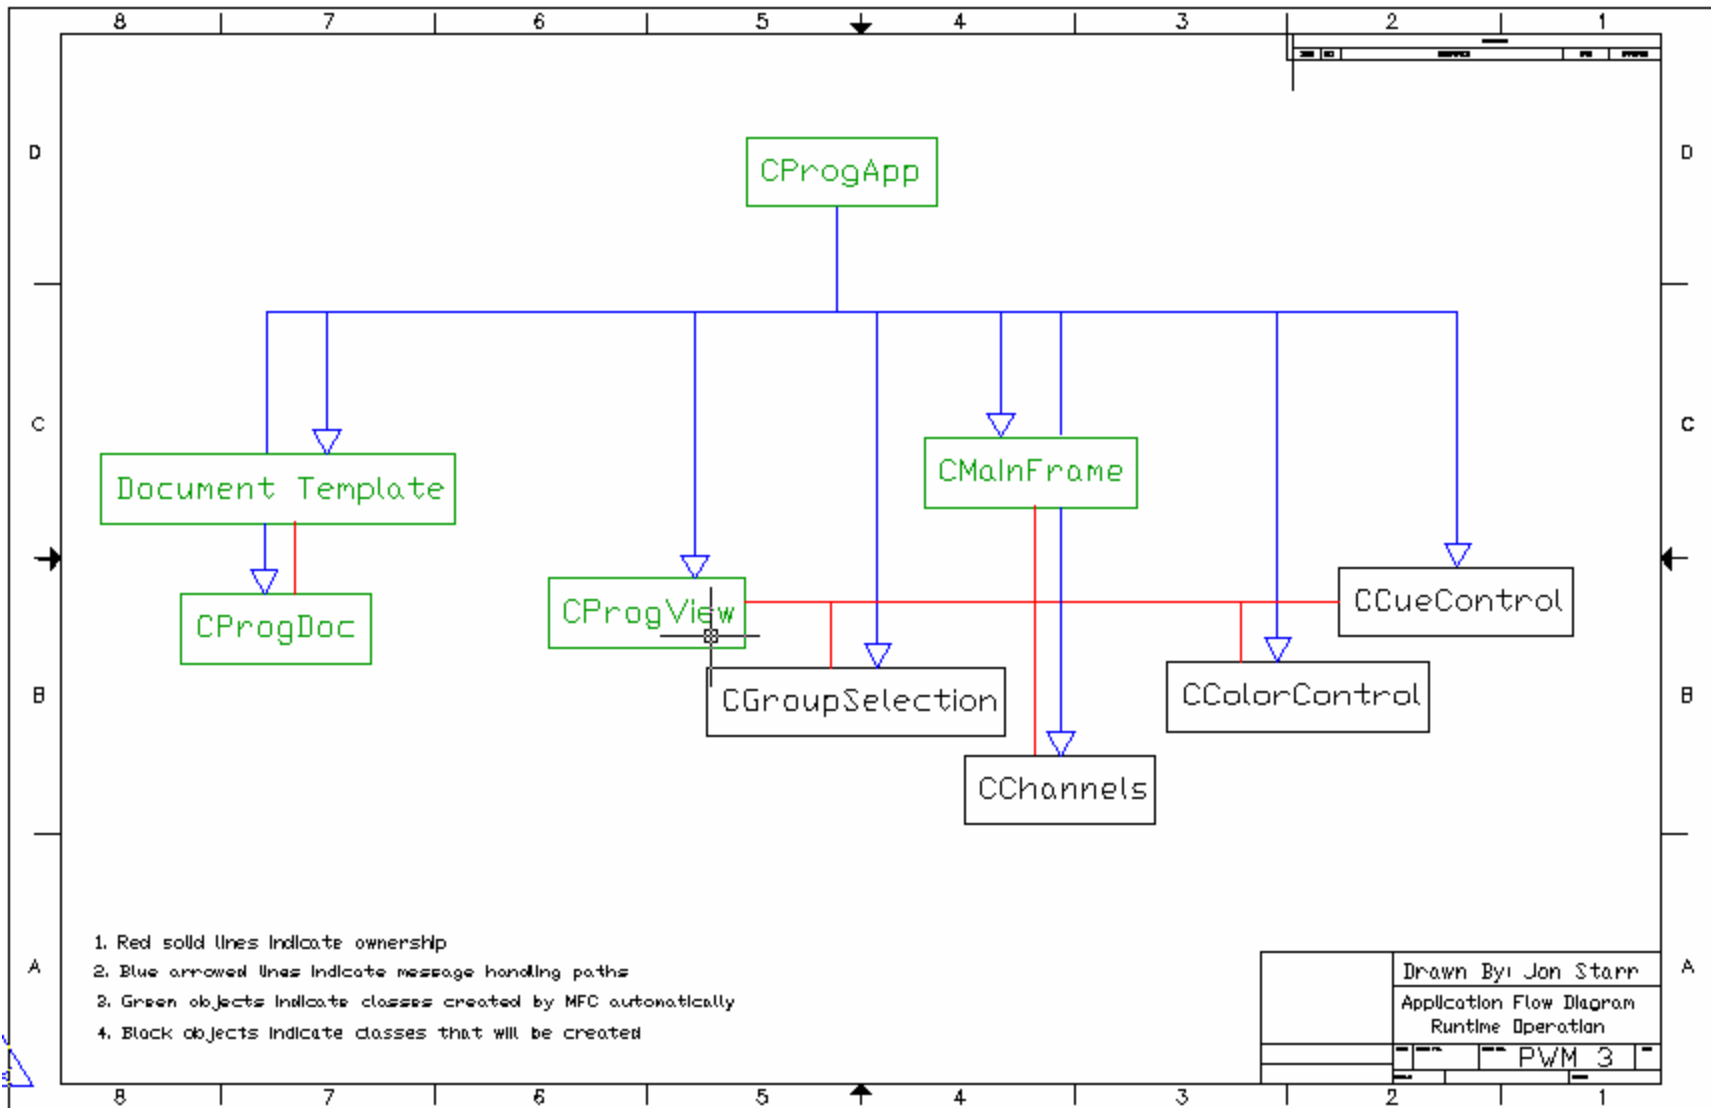 8 7 6 5 4 3 2 1
D D
CProgApp
C C
CMainFrame
Document Template
CCueControl
CProgView
CProgDoc
B B
CGroupSelection
CColorControl
CChannels
1. Red solid lines indicate ownership
A A
2. Blue arrowed lines indicate message handling paths
3. Green objects indicate classes created by MFC automatically
4. Black objects indicate classes that will be created
Drawn By: Jon Starr
Application Flow Diagram
Runtime Operation
PWM 3
8 7 6 5 4 3 2 1